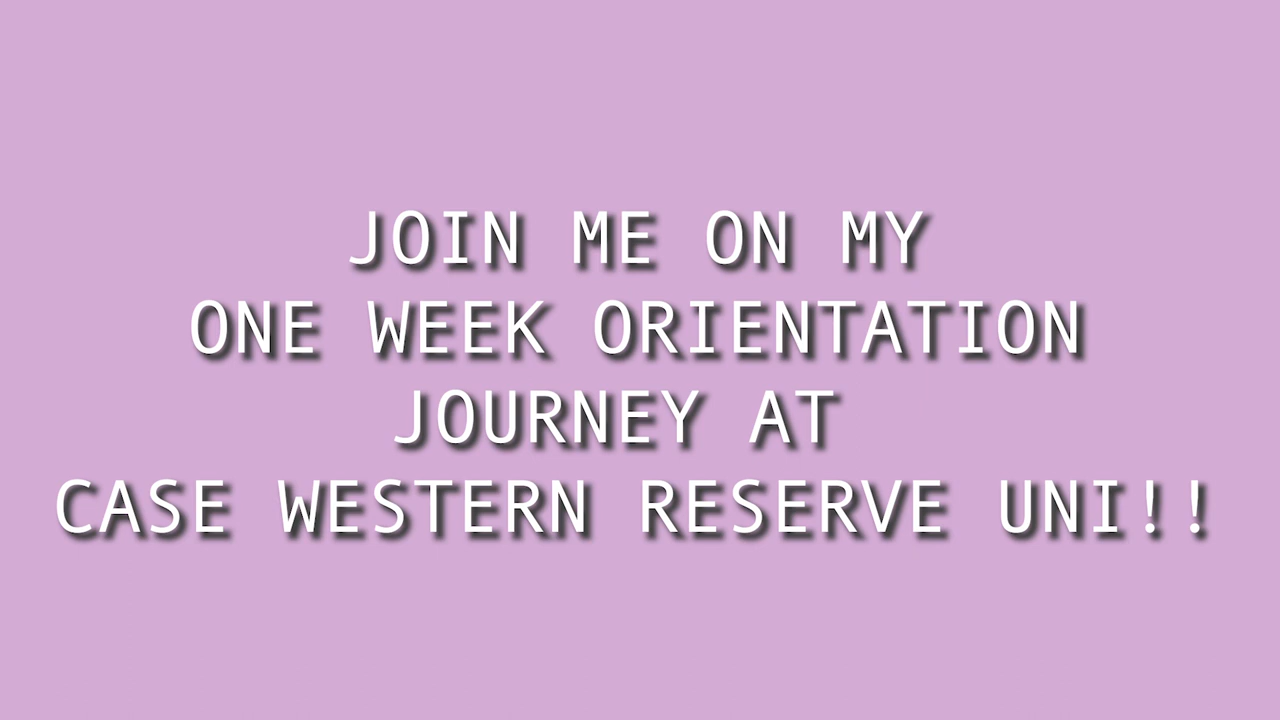 JOIN ME ON MY
ONE WEEK ORIENTATION
JOURNEY AT
CASE WESTERN RESERVE UNI!!